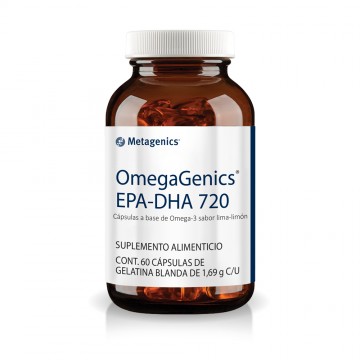 Metagenics®
OmegaGenics®
EPA-DHA 720
Cápsulas a base de Omega-3 sabor lima-limón
SUPLEMENTO ALIMENTICIO
CONT. 60 CÁPSULAS DE
GELATINA BLANDA DE 1,69 g C/U